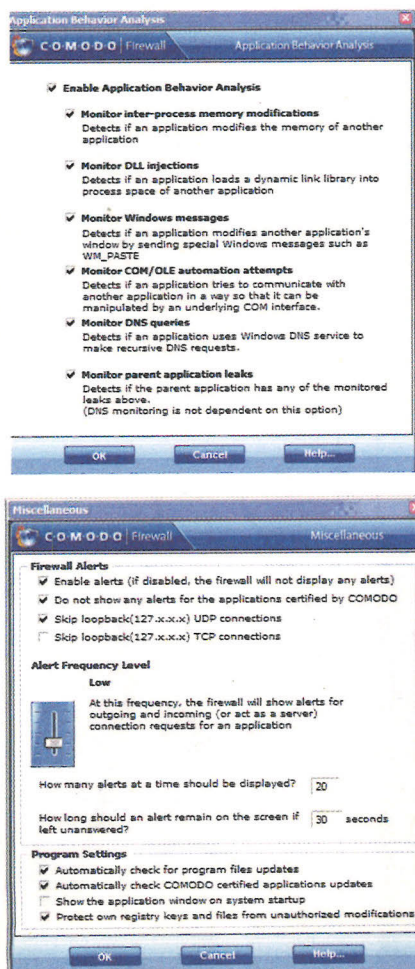 Application Behavior Analysis
COMODO Firewall Application Behavior Analysis
Enable Application Behavior Analysis
Monitor inter-process memory modifications
Detects if an application modifies the memory of another
application
Monitor DLL injections
Detects if an application loads a dynamic link library into
process space of another application
Monitor Windows messages
Detects if an application modifies another application's
window by sending special Windows messages such as
WM_PASTE
Monitor COM/OLE automation attempts
Detects if an application tries to communicate with
another application in a way so that it can be
manipulated by an underlying COM interface.
Monitor DNS queries
Detects if an application uses Windows DNS service to
make recursive DNS requests.
Monitor parent application leaks
Detects if the parent application has any of the monitored
leaks above.
(DNS monitoring is not dependent on this option)
OK Cancel Help...
Miscellaneous
COMODO Firewall Miscellaneous
Firewall Alerts
Enable alerts (if disabled, the firewall will not display any alerts)
Do not show any alerts for the applications certified by COMODO
Skip loopback(127.x.x.x) UDP connections
Skip loopback(127.x.x.x) TCP connections
Alert Frequency Level
Low
At this frequency, the firewall will show alerts for
outgoing and incoming (or act as a server)
connection requests for an application
How many alerts at a time should be displayed? 20
How long should an alert remain on the screen if 30 seconds
left unanswered?
Program Settings
Automatically check for program files updates
Automatically check COMODO certified applications updates
Show the application window on system startup
Protect own registry keys and files from unauthorized modifications
OK Cancel Help...